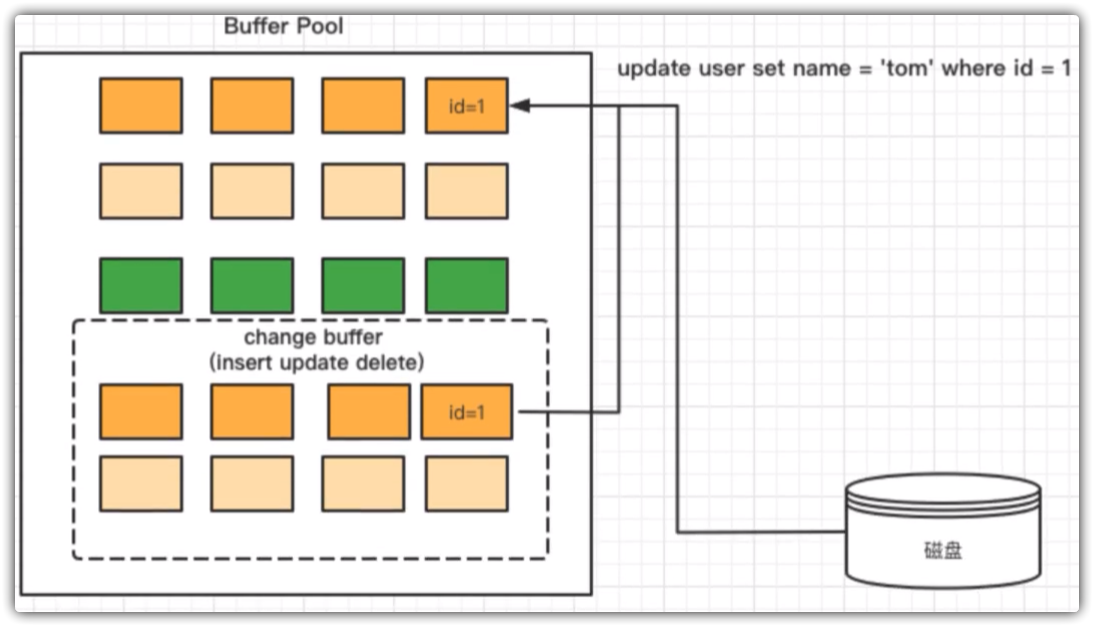 Buffer Pool
update user set name = 'tom' where id = 1
id=1
change buffer
(insert update delete)
id=1
磁盘